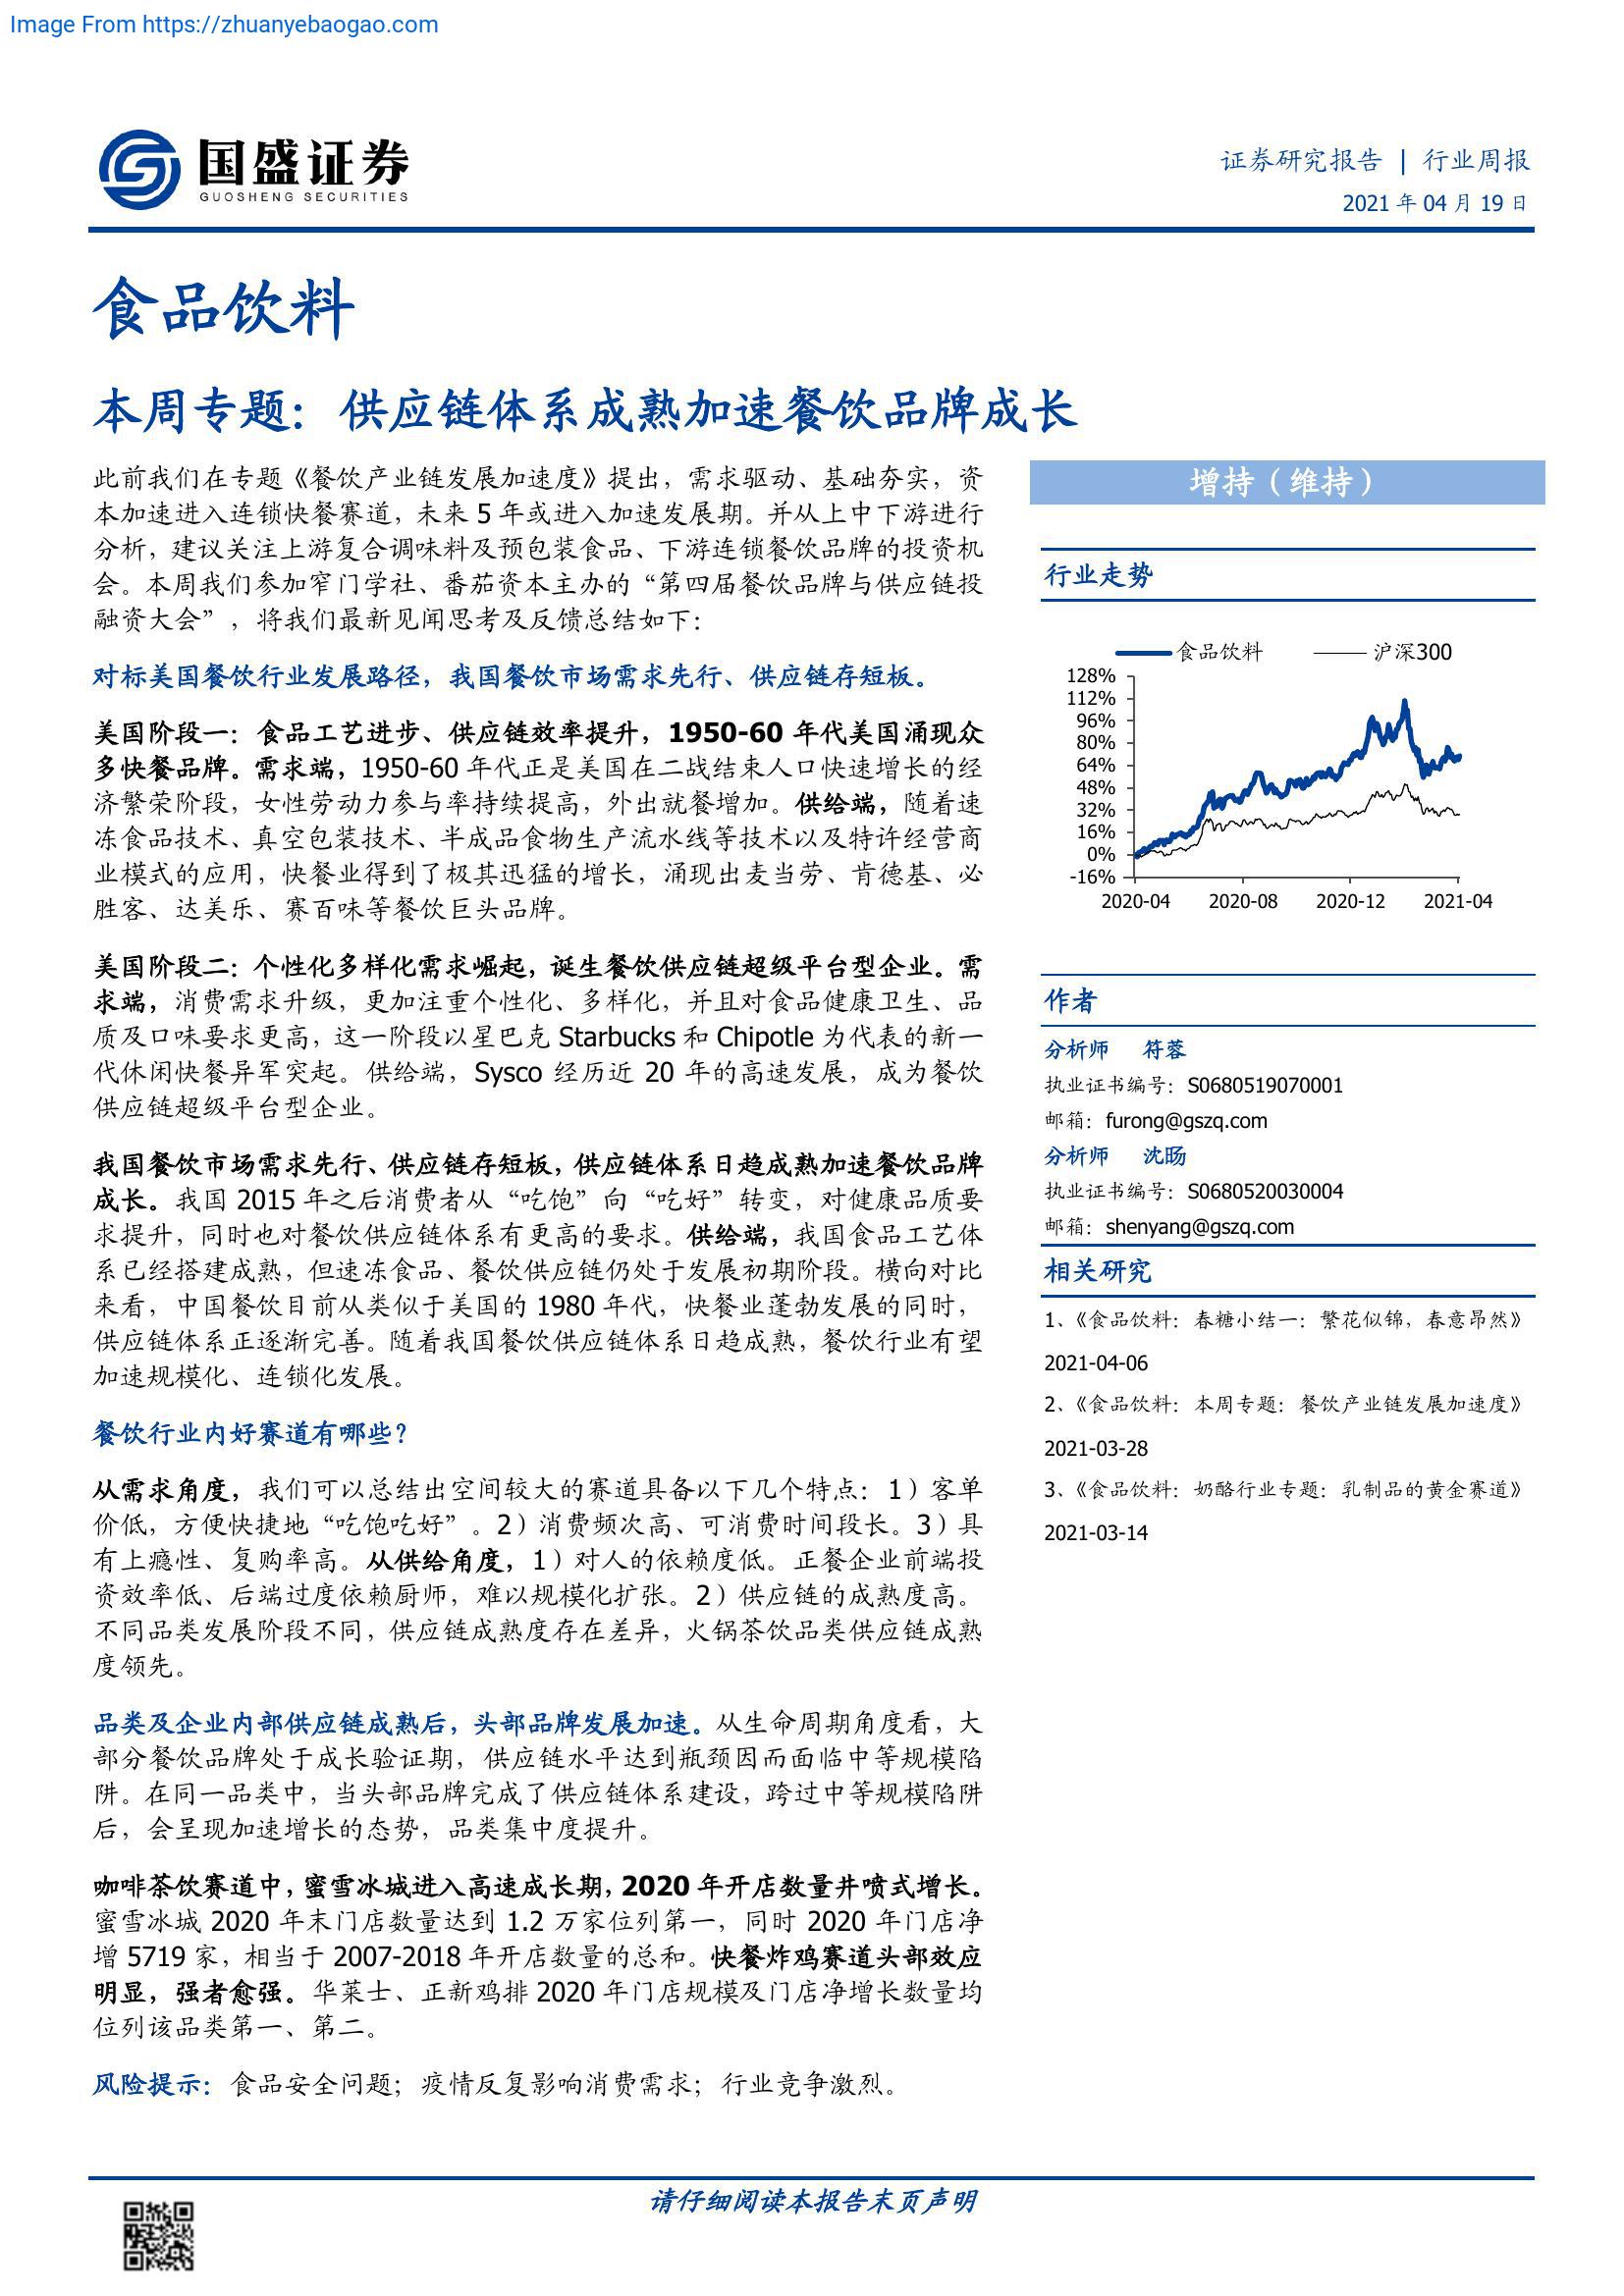 Image From https://zhuanyebaogao.com
国盛证券
GUOSHENG SECURITIES
证券研究报告 | 行业周报
2021 年 04 月 19 日
食品饮料
本周专题：供应链体系成熟加速餐饮品牌成长
此前我们在专题《餐饮产业链发展加速度》提出，需求驱动、基础夯实，资
本加速进入连锁快餐赛道，未来 5 年或进入加速发展期。并从上中下游进行
分析，建议关注上游复合调味料及预包装食品、下游连锁餐饮品牌的投资机
会。本周我们参加窄门学社、番茄资本主办的“第四届餐饮品牌与供应链投
融资大会”，将我们最新见闻思考及反馈总结如下：
对标美国餐饮行业发展路径，我国餐饮市场需求先行、供应链存短板。
美国阶段一：食品工艺进步、供应链效率提升，1950-60 年代美国涌现众
多快餐品牌。需求端，1950-60 年代正是美国在二战结束人口快速增长的经
济繁荣阶段，女性劳动力参与率持续提高，外出就餐增加。供给端，随着速
冻食品技术、真空包装技术、半成品食物生产流水线等技术以及特许经营商
业模式的应用，快餐业得到了极其迅猛的增长，涌现出麦当劳、肯德基、必
胜客、达美乐、赛百味等餐饮巨头品牌。
美国阶段二：个性化多样化需求崛起，诞生餐饮供应链超级平台型企业。需
求端，消费需求升级，更加注重个性化、多样化，并且对食品健康卫生、品
质及口味要求更高，这一阶段以星巴克 Starbucks 和 Chipotle 为代表的新一
代休闲快餐异军突起。供给端，Sysco 经历近 20 年的高速发展，成为餐饮
供应链超级平台型企业。
我国餐饮市场需求先行、供应链存短板，供应链体系日趋成熟加速餐饮品牌
成长。我国 2015 年之后消费者从“吃饱”向“吃好”转变，对健康品质要
求提升，同时也对餐饮供应链体系有更高的要求。供给端，我国食品工艺体
系已经搭建成熟，但速冻食品、餐饮供应链仍处于发展初期阶段。横向对比
来看，中国餐饮目前从类似于美国的 1980 年代，快餐业蓬勃发展的同时，
供应链体系正逐渐完善。随着我国餐饮供应链体系日趋成熟，餐饮行业有望
加速规模化、连锁化发展。
餐饮行业内好赛道有哪些？
从需求角度，我们可以总结出空间较大的赛道具备以下几个特点：1）客单
价低，方便快捷地“吃饱吃好”。2）消费频次高、可消费时间段长。3）具
有上瘾性、复购率高。从供给角度，1）对人的依赖度低。正餐企业前端投
资效率低、后端过度依赖厨师，难以规模化扩张。2）供应链的成熟度高。
不同品类发展阶段不同，供应链成熟度存在差异，火锅茶饮品类供应链成熟
度领先。
品类及企业内部供应链成熟后，头部品牌发展加速。从生命周期角度看，大
部分餐饮品牌处于成长验证期，供应链水平达到瓶颈因而面临中等规模陷
阱。在同一品类中，当头部品牌完成了供应链体系建设，跨过中等规模陷阱
后，会呈现加速增长的态势，品类集中度提升。
咖啡茶饮赛道中，蜜雪冰城进入高速成长期，2020 年开店数量井喷式增长。
蜜雪冰城 2020 年末门店数量达到 1.2 万家位列第一，同时 2020 年门店净
增 5719 家，相当于 2007-2018 年开店数量的总和。快餐炸鸡赛道头部效应
明显，强者愈强。华莱士、正新鸡排 2020 年门店规模及门店净增长数量均
位列该品类第一、第二。
风险提示：食品安全问题；疫情反复影响消费需求；行业竞争激烈。
增持（维持）
行业走势
食品饮料 沪深300
128%
112%
96%
80%
64%
48%
32%
16%
0%
-16%
2020-04 2020-08 2020-12 2021-04
作者
分析师 符蓉
执业证书编号：S0680519070001
邮箱：furong@gszq.com
分析师 沈旸
执业证书编号：S0680520030004
邮箱：shenyang@gszq.com
相关研究
1、《食品饮料：春糖小结一：繁花似锦，春意昂然》
2021-04-06
2、《食品饮料：本周专题：餐饮产业链发展加速度》
2021-03-28
3、《食品饮料：奶酪行业专题：乳制品的黄金赛道》
2021-03-14
请仔细阅读本报告末页声明